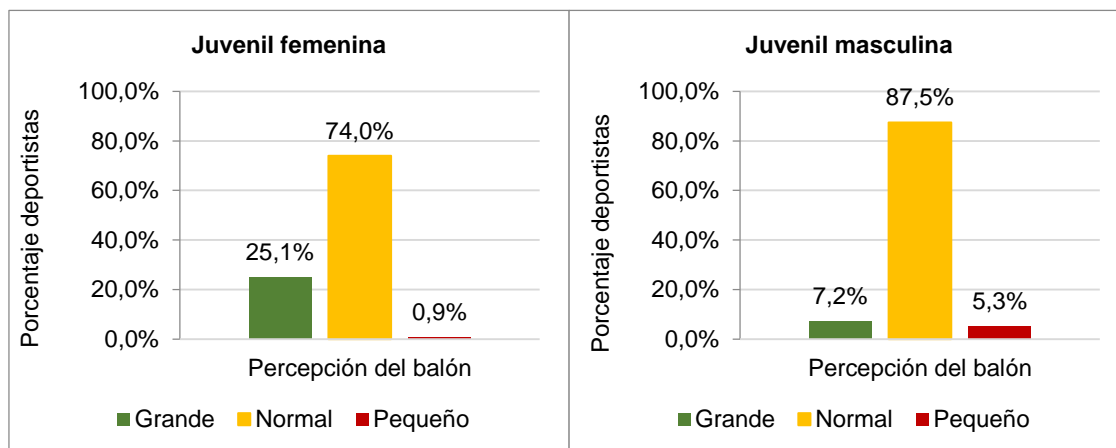 Juvenil femenina
Porcentaje deportistas
100,0%
80,0%
60,0%
40,0%
20,0%
0,0%
25,1%
74,0%
0,9%
Percepción del balón
Grande Normal Pequeño
Juvenil masculina
Porcentaje deportistas
100,0%
80,0%
60,0%
40,0%
20,0%
0,0%
7,2%
87,5%
5,3%
Percepción del balón
Grande Normal Pequeño